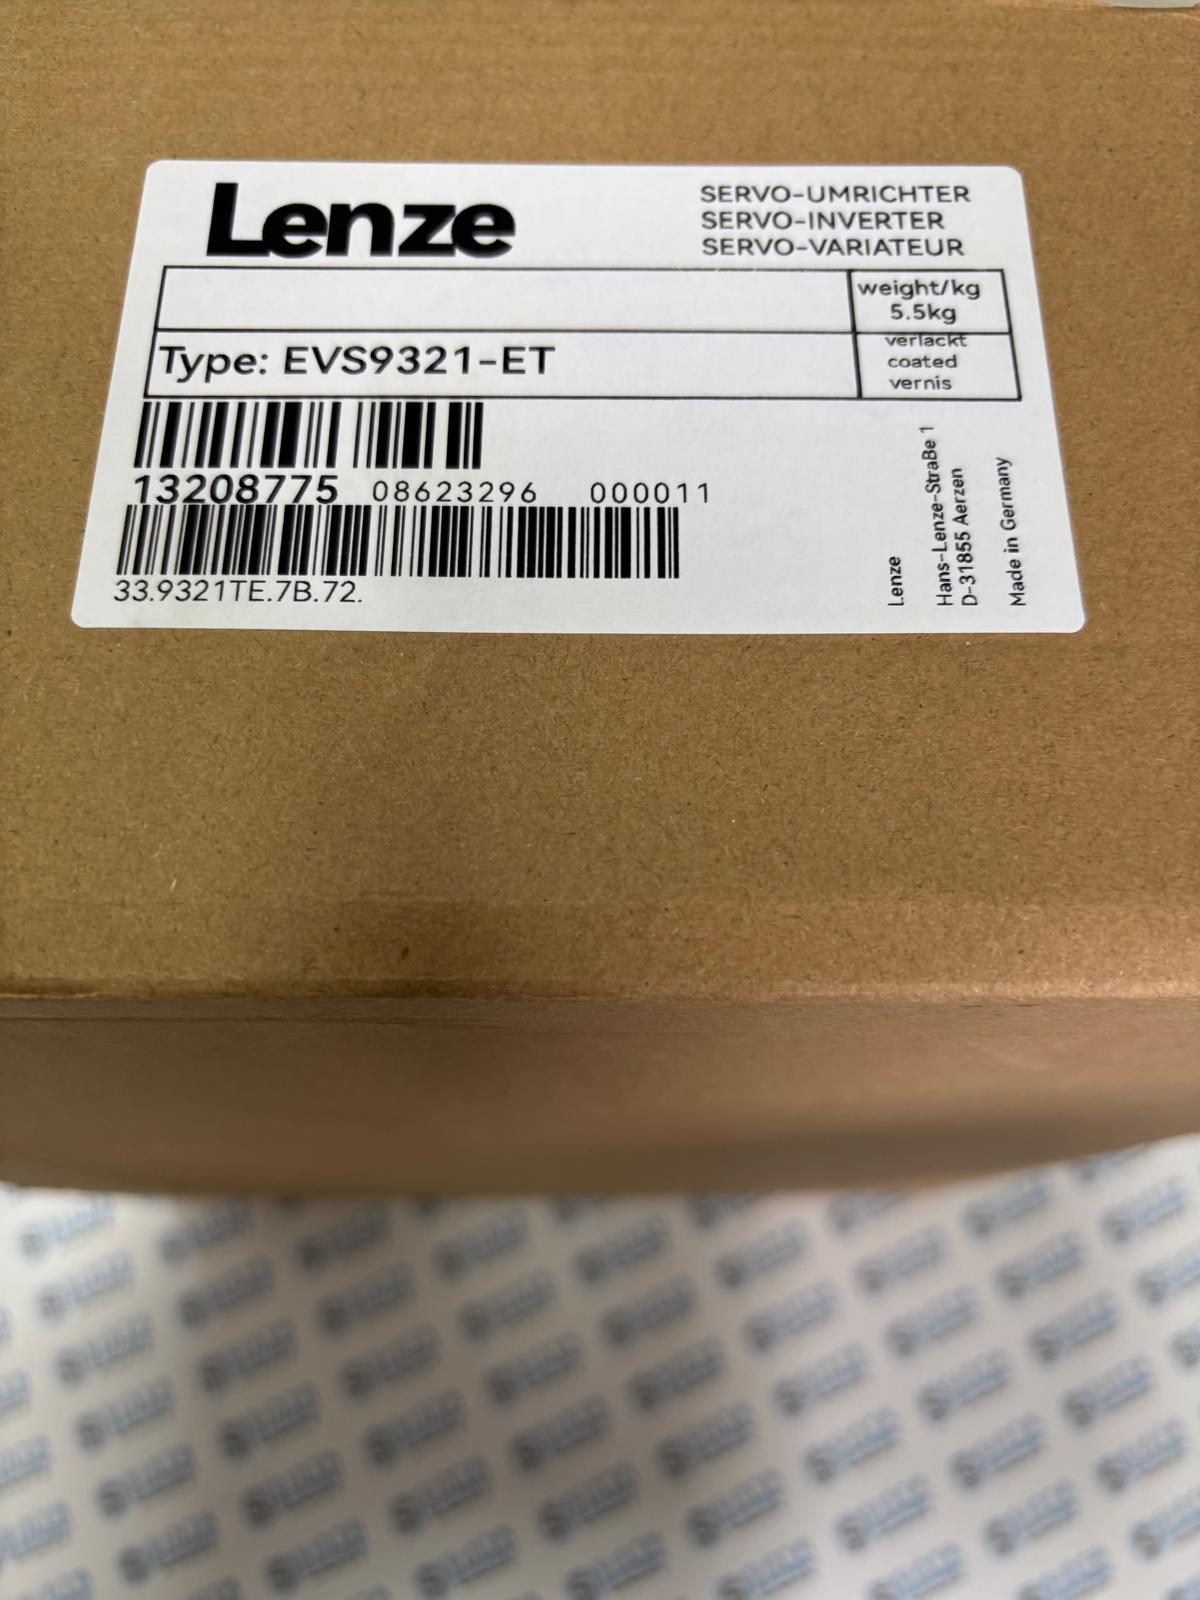 Lenze
SERVO-UMRICHTER
SERVO-INVERTER
SERVO-VARIATEUR
weight/kg
5.5kg
Type: EVS9321-ET
verlackt
coated
vernis
13208775 08623296 000011
33.9321TE.7B.72.
Lenze
Hans-Lenze-Straße 1
D-31855 Aerzen
Made in Germany